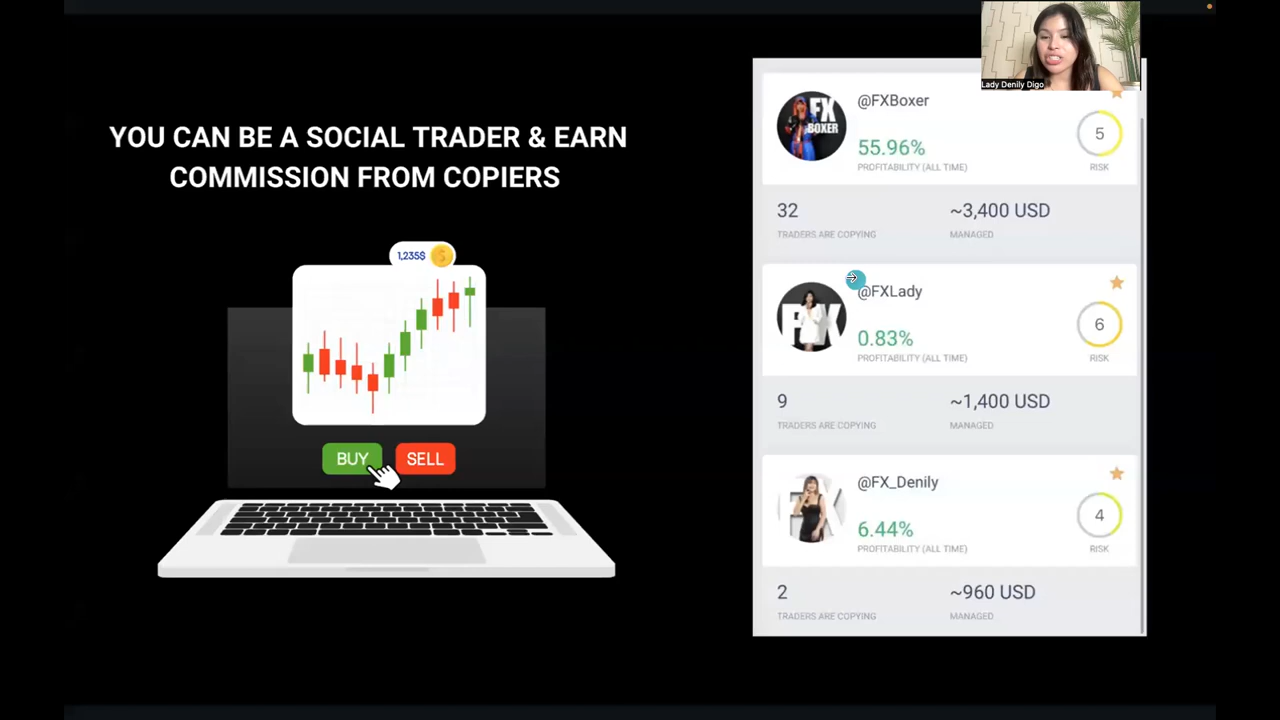 YOU CAN BE A SOCIAL TRADER & EARN
COMMISSION FROM COPIERS
1,235$
BUY
SELL
Lady Denily Digo
FX
BOXER
@FXBoxer
55.96%
PROFITABILITY (ALL TIME)
5
RISK
32
TRADERS ARE COPYING
~3,400 USD
MANAGED
FX
@FXLady
0.83%
PROFITABILITY (ALL TIME)
6
RISK
9
TRADERS ARE COPYING
~1,400 USD
MANAGED
@FX_Denily
6.44%
PROFITABILITY (ALL TIME)
4
RISK
2
TRADERS ARE COPYING
~960 USD
MANAGED